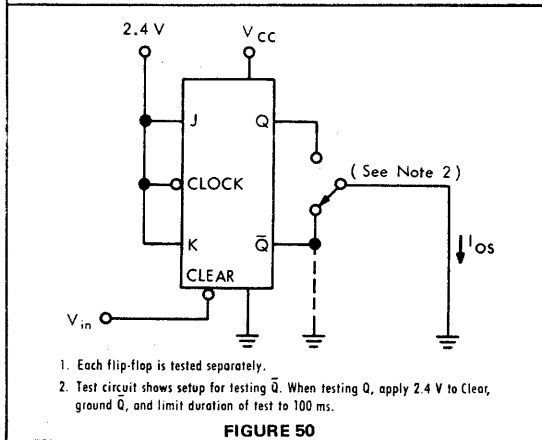 2.4 V
V CC
J
Q
(See Note 2)
CLOCK
K
Q̄
IOS
CLEAR
Vin
1. Each flip-flop is tested separately.
2. Test circuit shows setup for testing Q̄. When testing Q, apply 2.4 V to Clear,
ground Q̄, and limit duration of test to 100 ms.
FIGURE 50